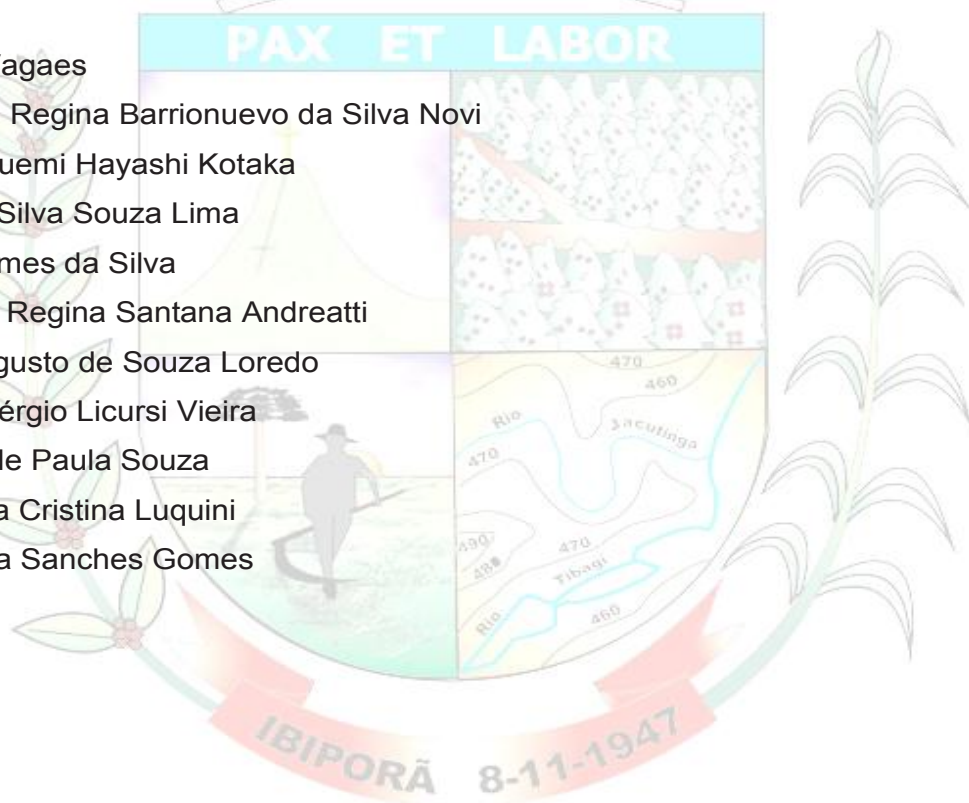 PAX ET LABOR
agaes
Regina Barrionuevo da Silva Novi
uemi Hayashi Kotaka
Silva Souza Lima
mes da Silva
Regina Santana Andreatti
gusto de Souza Loredo
érgio Licursi Vieira
de Paula Souza
a Cristina Luquini
a Sanches Gomes
470
460
Rio Jacutinga
470
490
470
Rio Tibagi
460
IBIPORÃ 8-11-1947